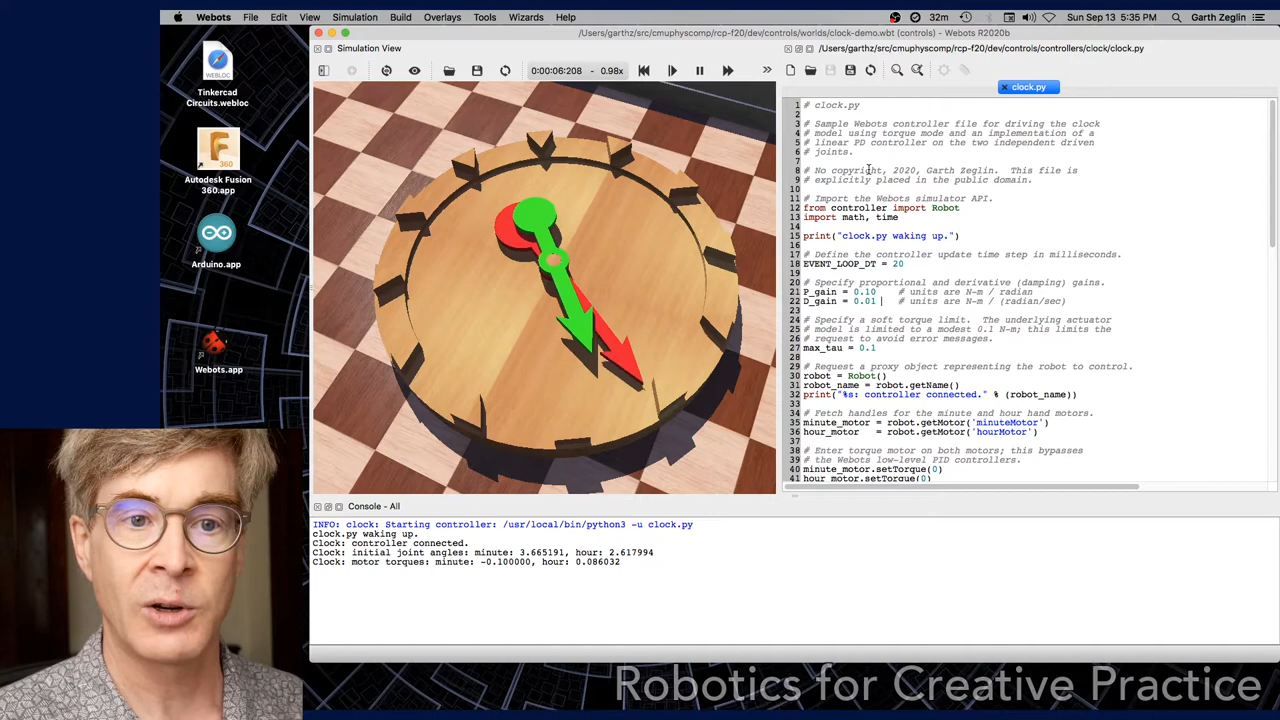 Webots File Edit View Simulation Build Overlays Tools Wizards Help
32m Sun Sep 13 5:35 PM Garth Zeglin
/Users/garthz/src/cmuphyscomp/rcp-f20/dev/controls/worlds/clock-demo.wbt (controls) - Webots R2020b
Simulation View
/Users/garthz/src/cmuphyscomp/rcp-f20/dev/controls/controllers/clock/clock.py
0:00:06:208 - 0.98x
clock.py
WEBLOC
Tinkercad
Circuits.webloc
360
Autodesk Fusion
360.app
Arduino.app
Webots.app
1 # clock.py
2
3 # Sample Webots controller file for driving the clock
4 # model using torque mode and an implementation of a
5 # linear PD controller on the two independent driven
6 # joints.
7
8 # No copyright, 2020, Garth Zeglin. This file is
9 # explicitly placed in the public domain.
10
11 # Import the Webots simulator API.
12 from controller import Robot
13 import math, time
14
15 print("clock.py waking up.")
16
17 # Define the controller update time step in milliseconds.
18 EVENT_LOOP_DT = 20
19
20 # Specify proportional and derivative (damping) gains.
21 P_gain = 0.10 # units are N-m / radian
22 D_gain = 0.01 # units are N-m / (radian/sec)
23
24 # Specify a soft torque limit. The underlying actuator
25 # model is limited to a modest 0.1 N-m; this limits the
26 # request to avoid error messages.
27 max_tau = 0.1
28
29 # Request a proxy object representing the robot to control.
30 robot = Robot()
31 robot_name = robot.getName()
32 print("%s: controller connected." % (robot_name))
33
34 # Fetch handles for the minute and hour hand motors.
35 minute_motor = robot.getMotor('minuteMotor')
36 hour_motor = robot.getMotor('hourMotor')
37
38 # Enter torque motor on both motors; this bypasses
39 # the Webots low-level PID controllers.
40 minute_motor.setTorque(0)
41 hour_motor.setTorque(0)
Console - All
INFO: clock: Starting controller: /usr/local/bin/python3 -u clock.py
clock.py waking up.
Clock: controller connected.
Clock: initial joint angles: minute: 3.665191, hour: 2.617994
Clock: motor torques: minute: -0.100000, hour: 0.086032
Robotics for Creative Practice